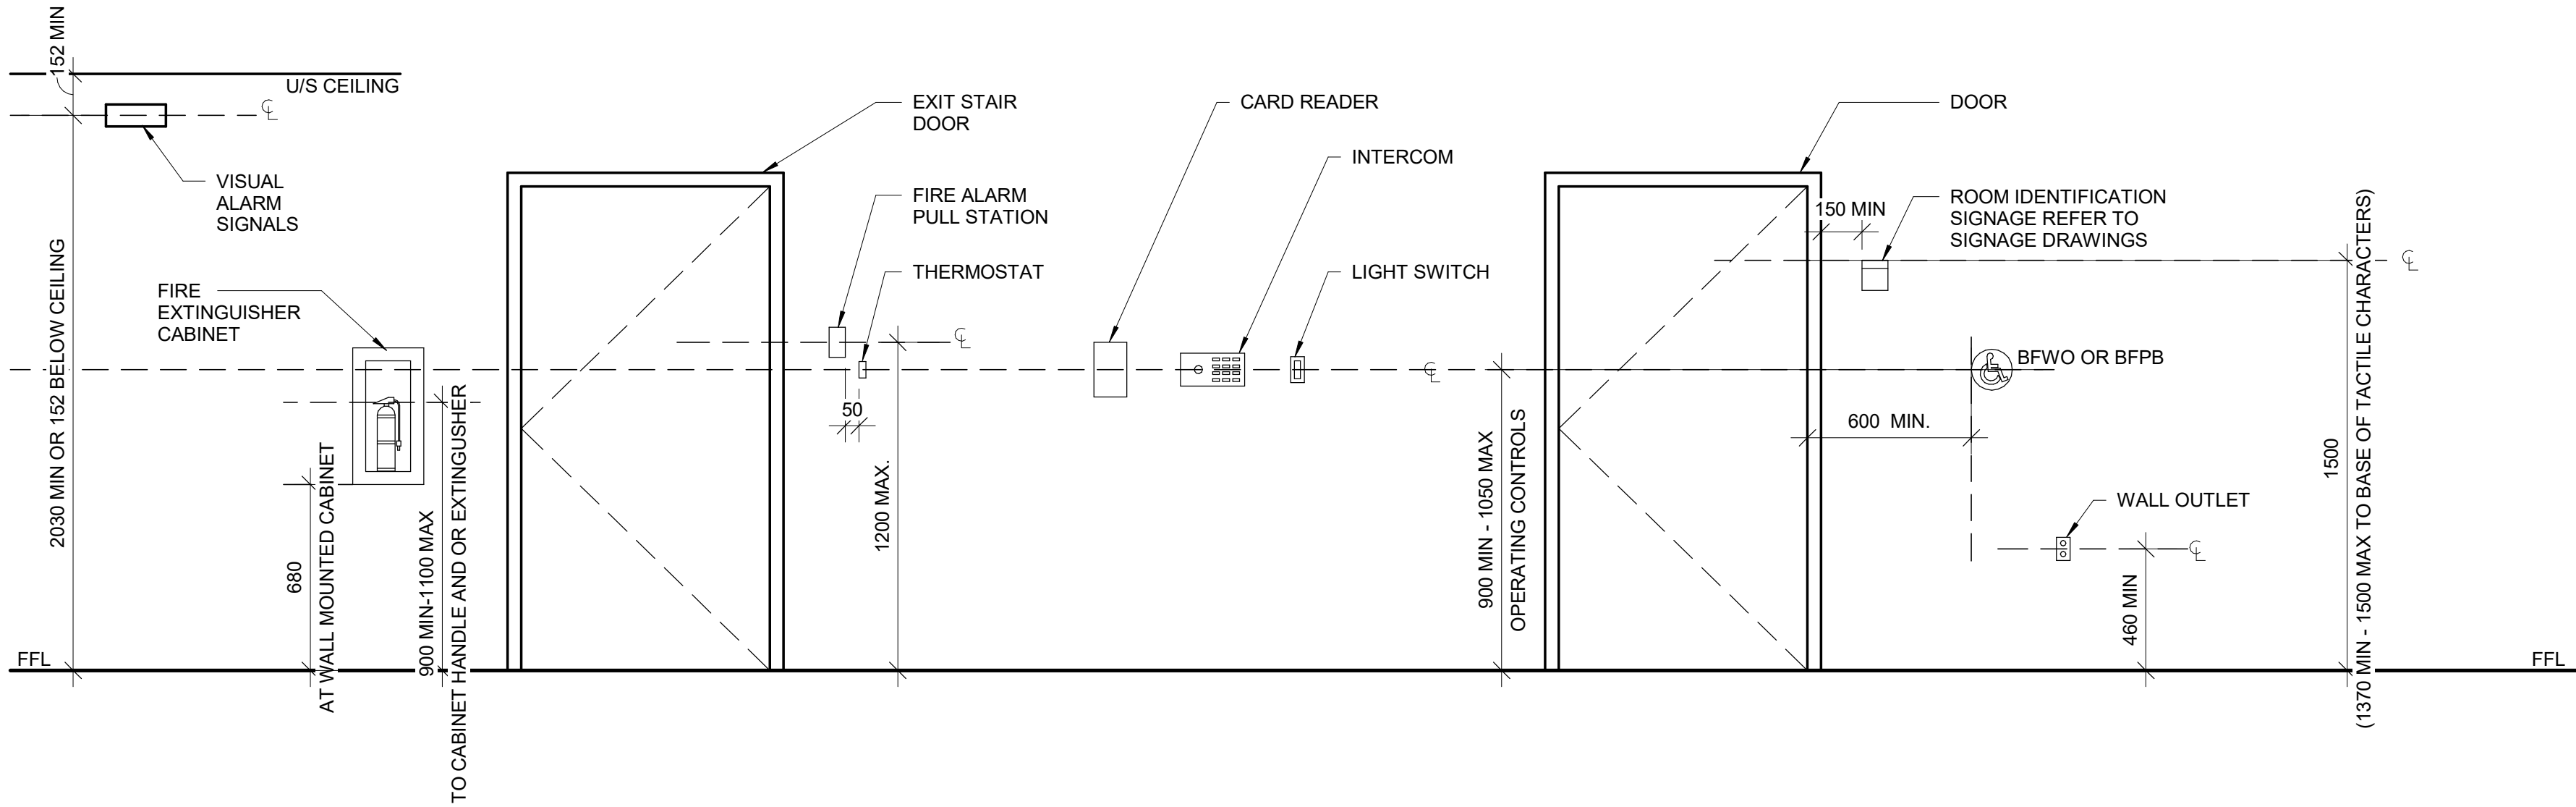 152 MIN
U/S CEILING
℄
VISUAL
ALARM
SIGNALS
2030 MIN OR 152 BELOW CEILING
FIRE
EXTINGUISHER
CABINET
680
AT WALL MOUNTED CABINET
900 MIN-1100 MAX
TO CABINET HANDLE AND OR EXTINGUSHER
FFL
EXIT STAIR
DOOR
FIRE ALARM
PULL STATION
THERMOSTAT
℄
50
1200 MAX.
CARD READER
INTERCOM
LIGHT SWITCH
℄
900 MIN - 1050 MAX
OPERATING CONTROLS
DOOR
150 MIN
ROOM IDENTIFICATION
SIGNAGE REFER TO
SIGNAGE DRAWINGS
℄
BFWO OR BFPB
600 MIN.
WALL OUTLET
℄
460 MIN
1500
(1370 MIN - 1500 MAX TO BASE OF TACTILE CHARACTERS)
FFL